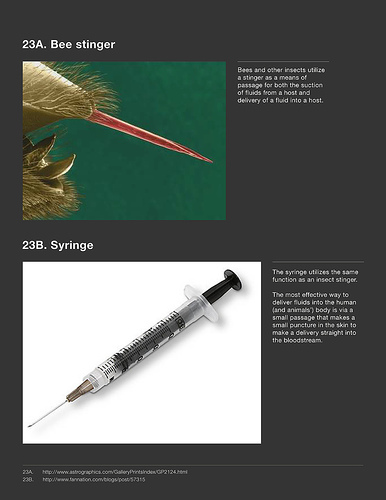 23A. Bee stinger
Bees and other insects utilize
a stinger as a means of
passage for both the suction
of fluids from a host and
delivery of a fluid into a host.
23B. Syringe
The syringe utilizes the same
function as an insect stinger.
The most effective way to
deliver fluids into the human
(and animals') body is via a
small passage that makes a
small puncture in the skin to
make a delivery straight into
the bloodstream.
23A. http://www.astrographics.com/GalleryPrintsIndex/GP2124.html
23B. http://www.fannation.com/blogs/post/57315